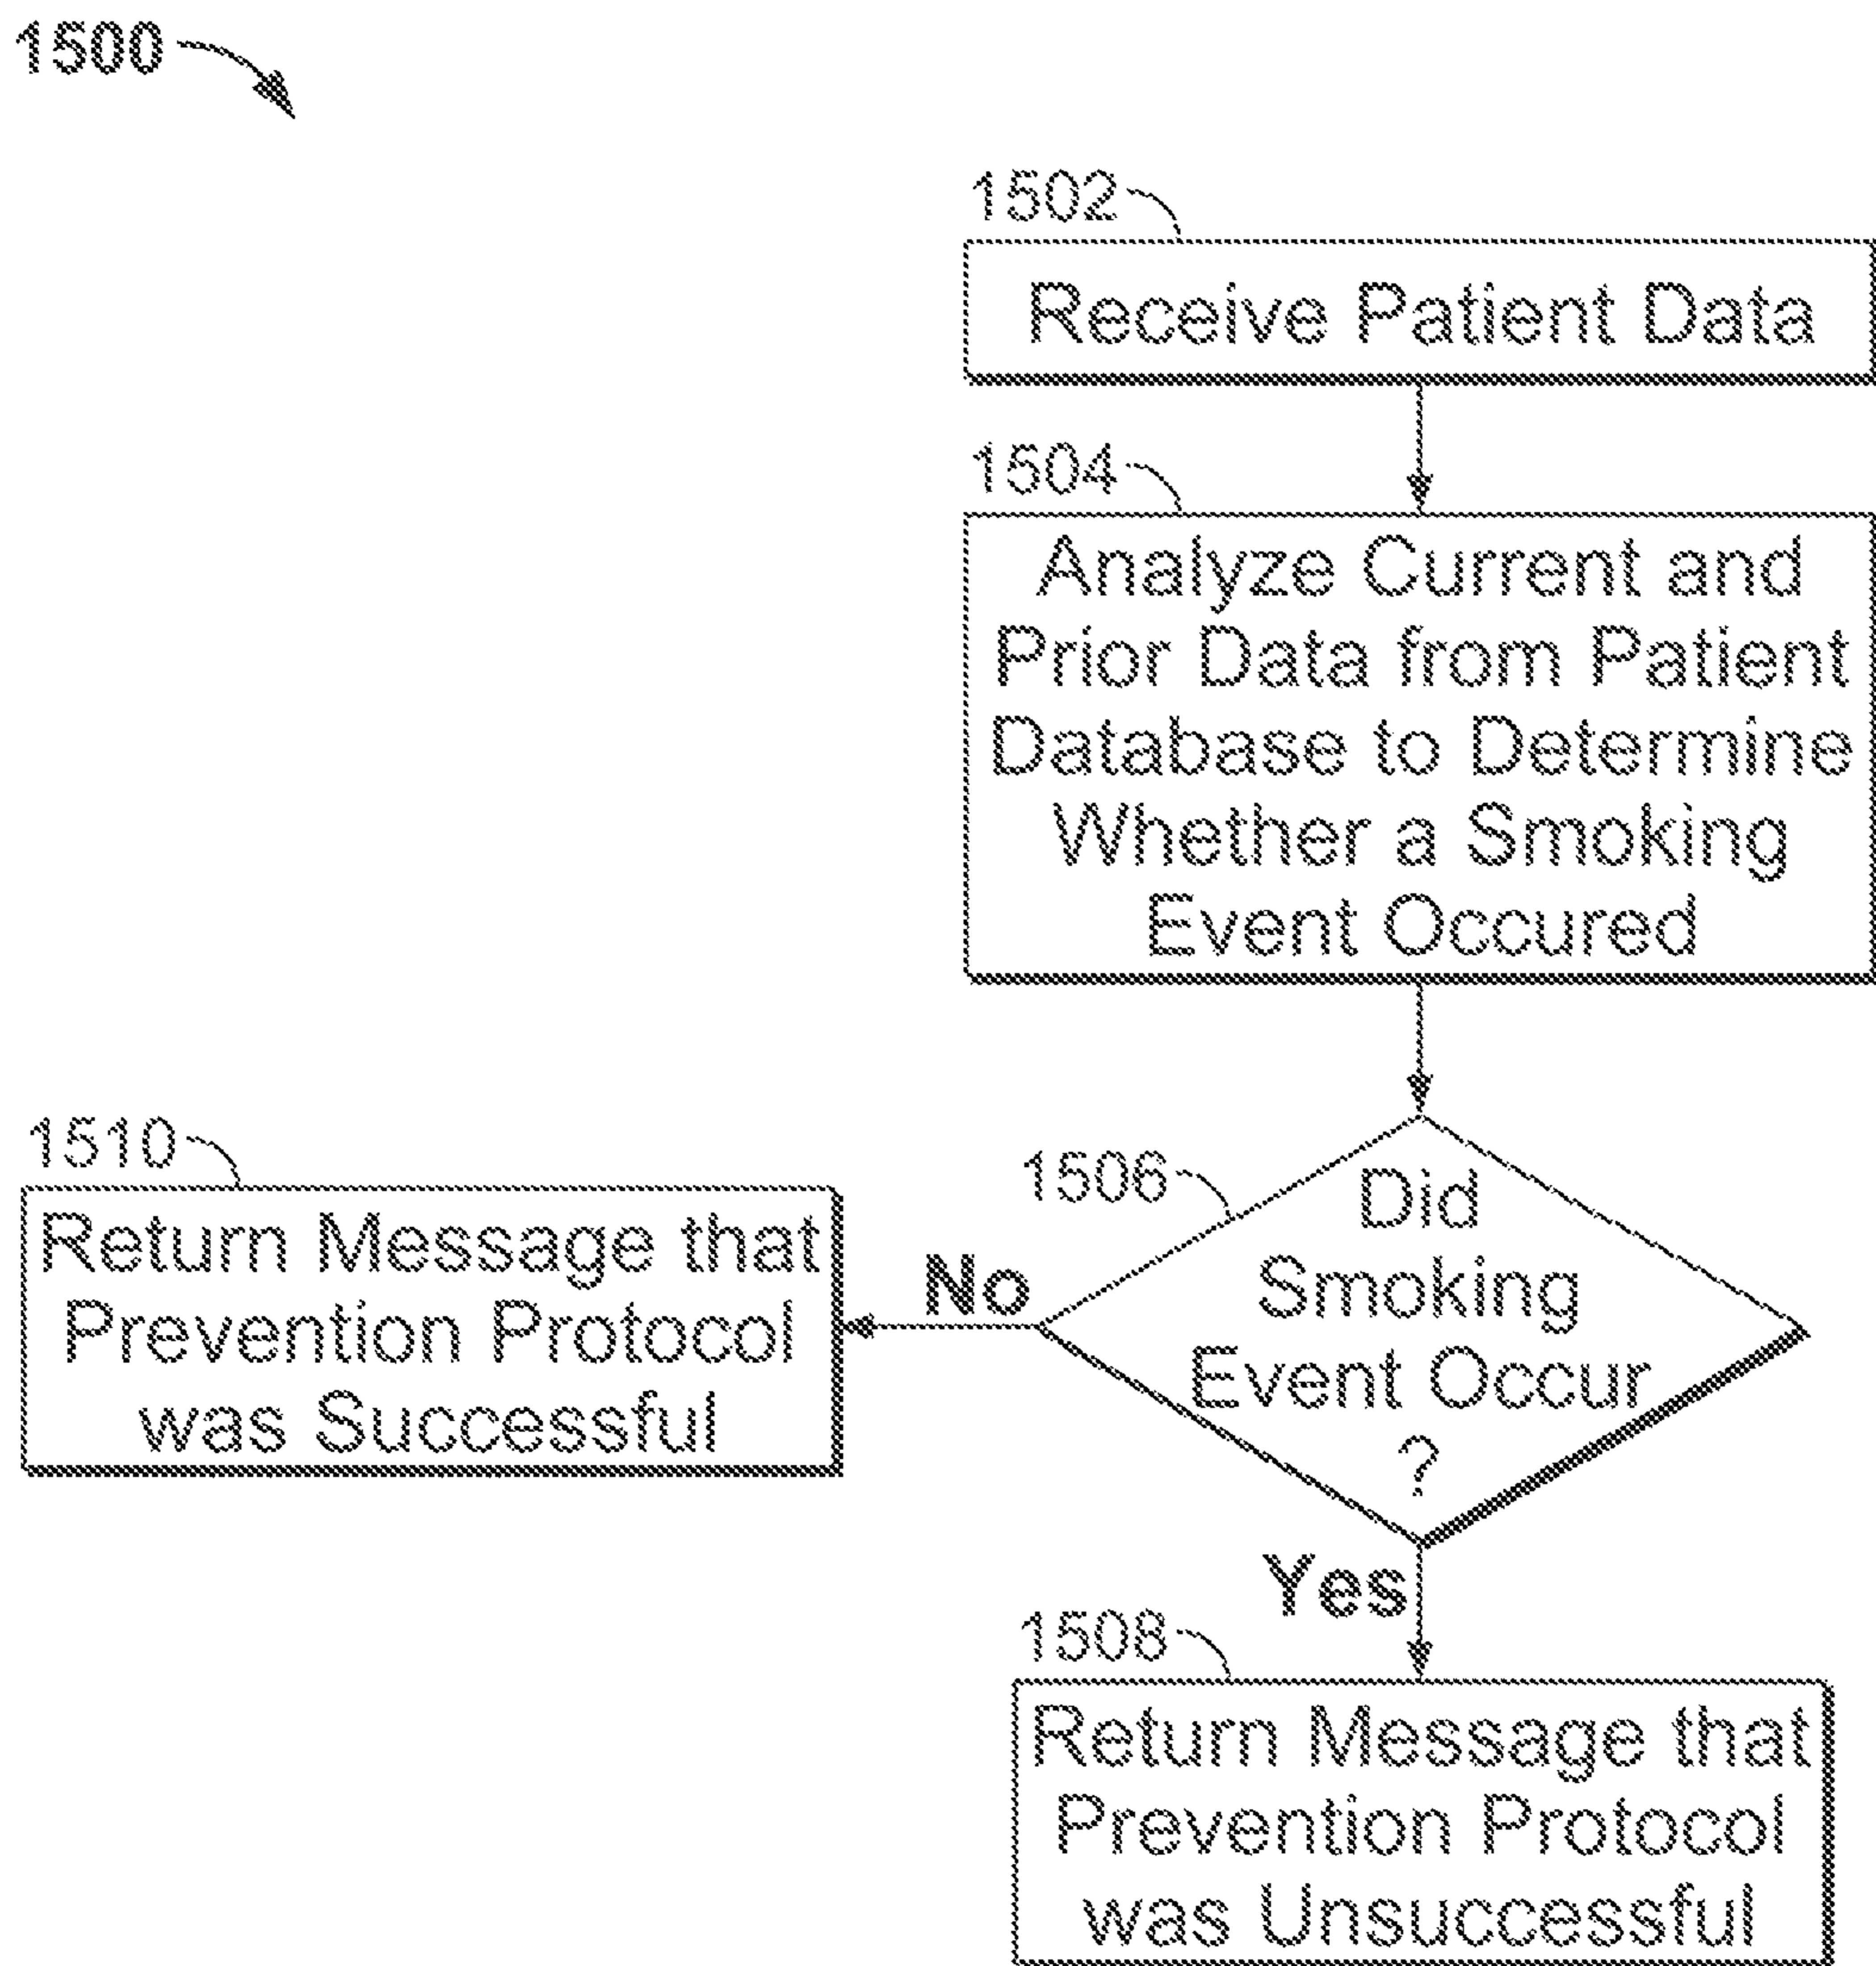 1500
1502
Receive Patient Data
1504
Analyze Current and
Prior Data from Patient
Database to Determine
Whether a Smoking
Event Occured
1506
Did
Smoking
Event Occur
?
No
1510
Return Message that
Prevention Protocol
was Successful
Yes
1508
Return Message that
Prevention Protocol
was Unsuccessful